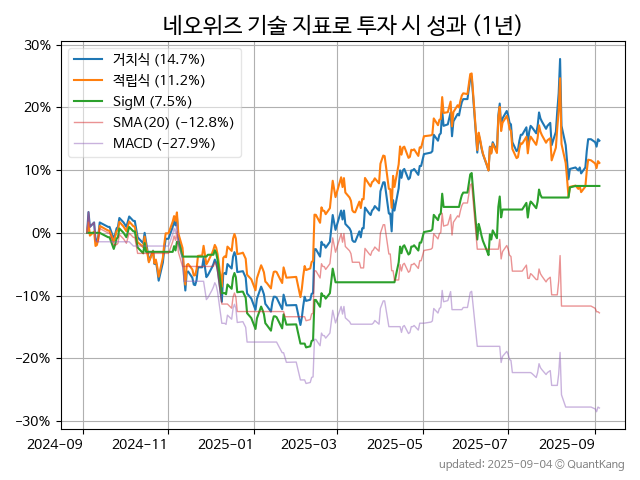 네오위즈 기술 지표로 투자 시 성과 (1년)
30%
20%
10%
0%
−10%
−20%
−30%
거치식 (14.7%)
적립식 (11.2%)
SigM (7.5%)
SMA(20) (−12.8%)
MACD (−27.9%)
2024-09
2024-11
2025-01
2025-03
2025-05
2025-07
2025-09
updated: 2025-09-04 © QuantKang